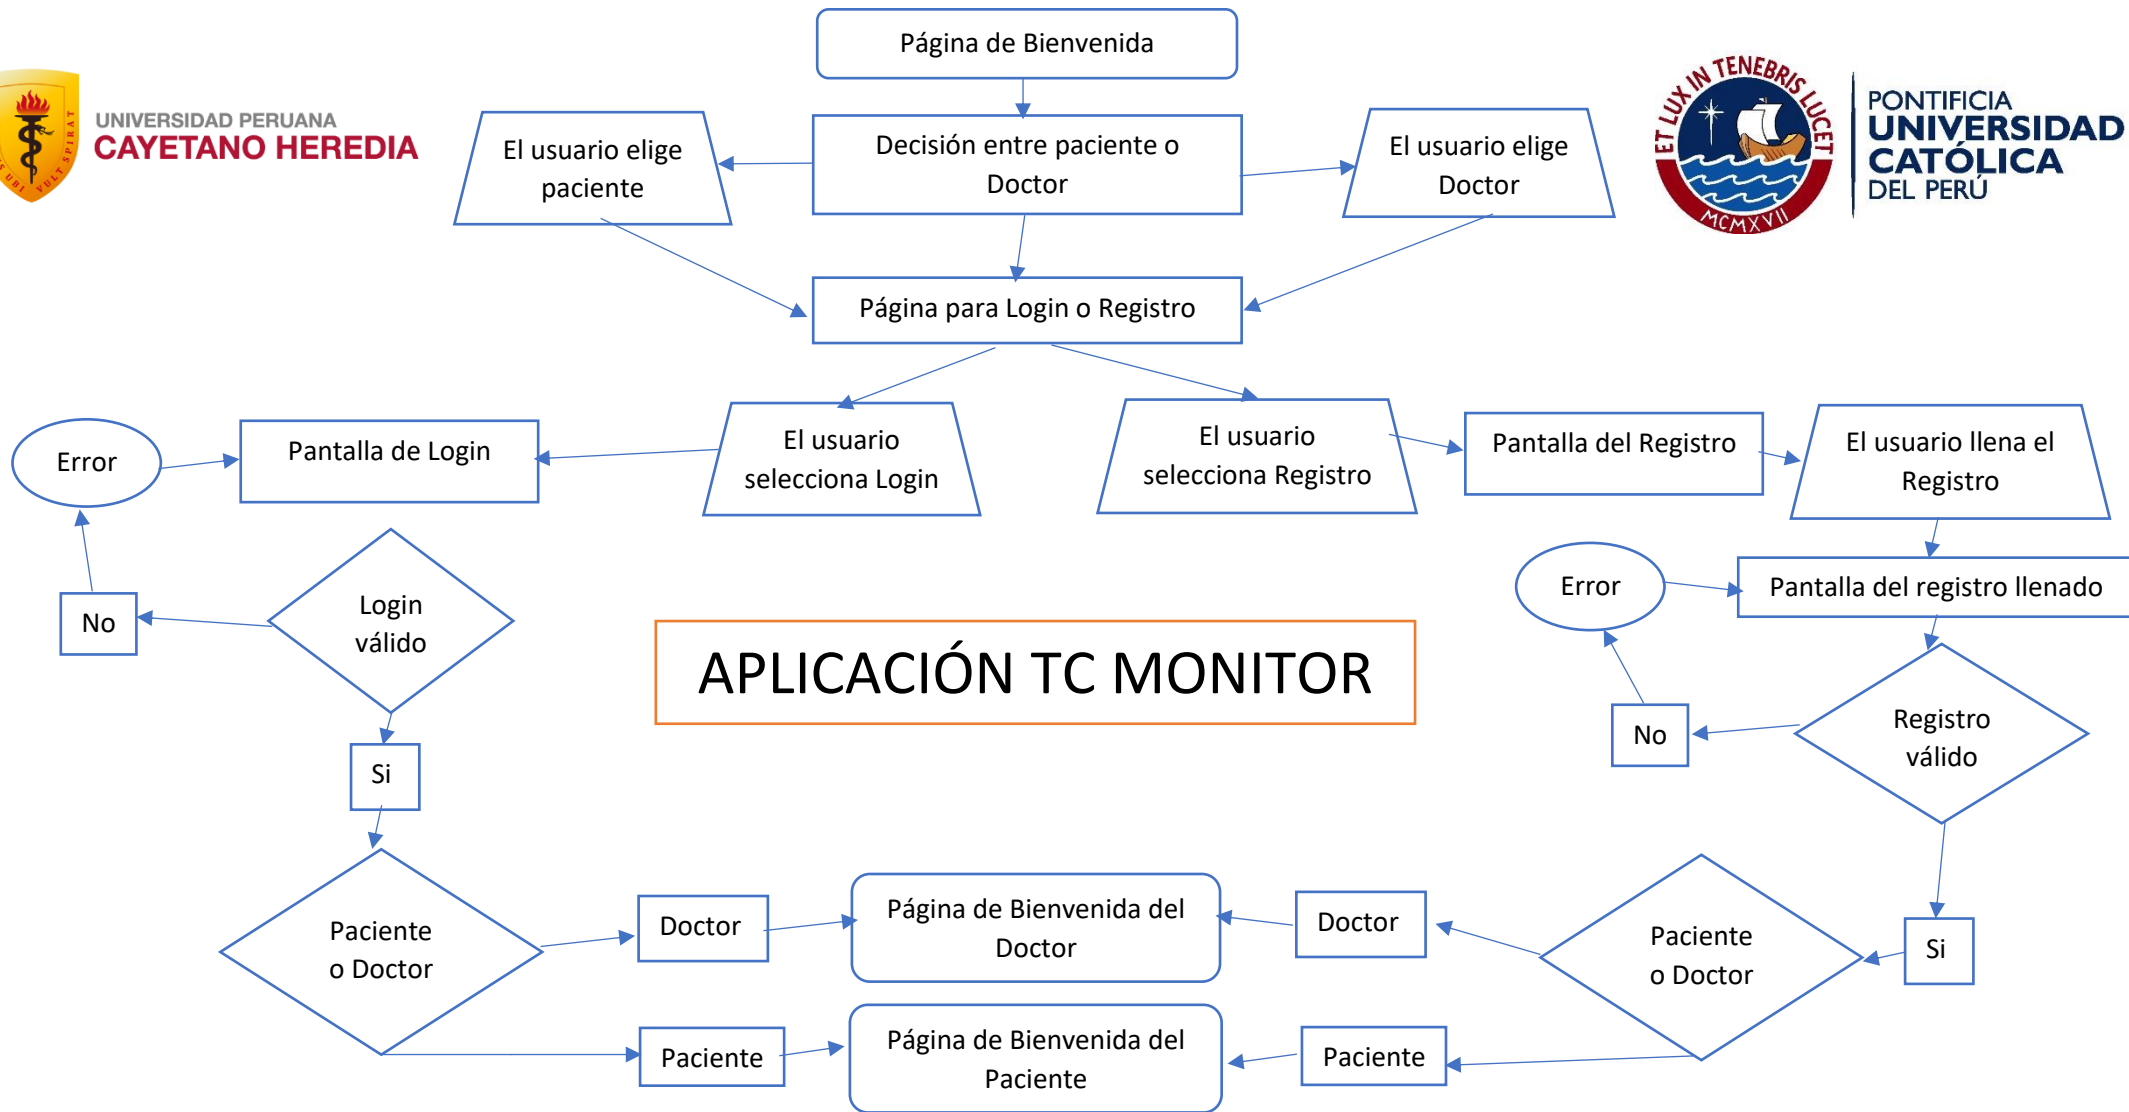 Página de Bienvenida
UNIVERSIDAD PERUANA
CAYETANO HEREDIA
UBI VULT SPIRAT
El usuario elige
paciente
Decisión entre paciente o
Doctor
El usuario elige
Doctor
ET LUX IN TENEBRIS LUCET
MCMXVII
PONTIFICIA
UNIVERSIDAD
CATÓLICA
DEL PERÚ
Página para Login o Registro
Error
Pantalla de Login
El usuario
selecciona Login
El usuario
selecciona Registro
Pantalla del Registro
El usuario llena el
Registro
No
Login
válido
Error
Pantalla del registro llenado
APLICACIÓN TC MONITOR
No
Registro
válido
Si
Paciente
o Doctor
Doctor
Página de Bienvenida del
Doctor
Doctor
Paciente
o Doctor
Si
Paciente
Página de Bienvenida del
Paciente
Paciente